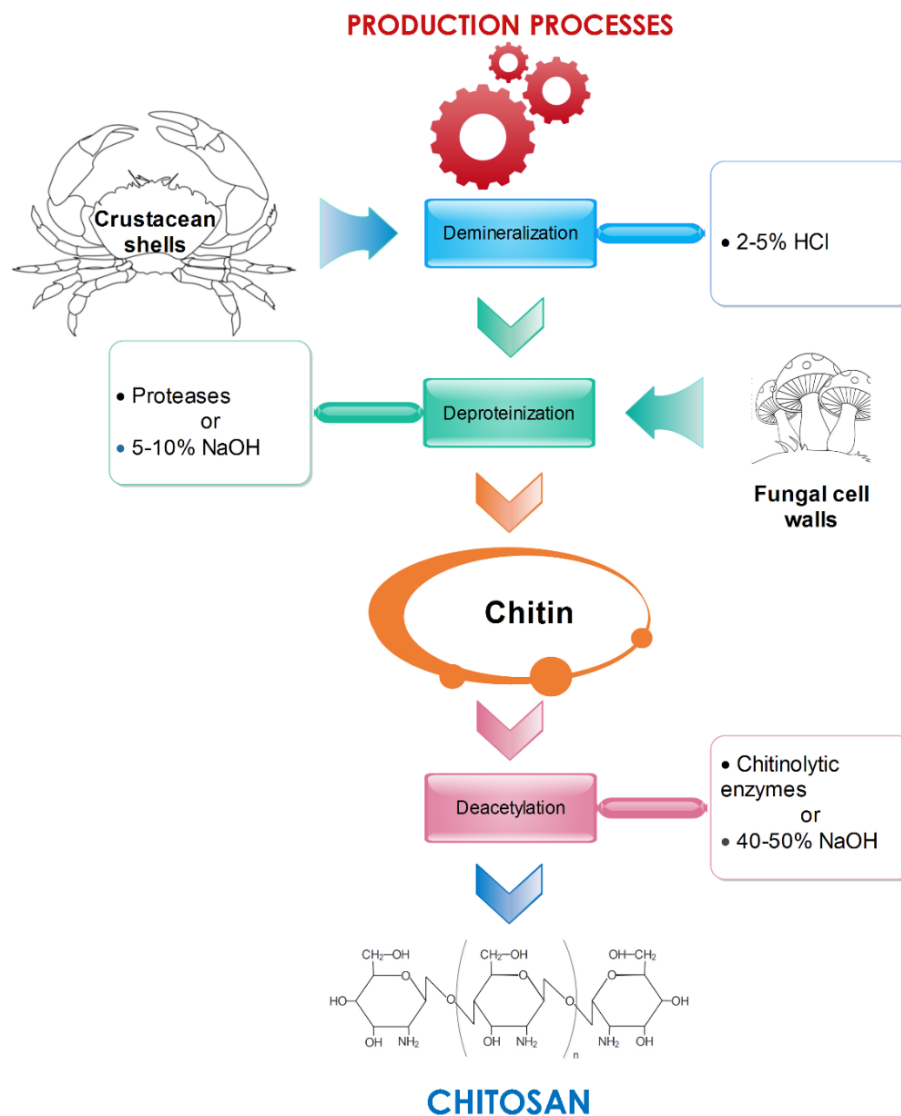 PRODUCTION PROCESSES
Crustacean
shells
Demineralization
• 2-5% HCl
• Proteases
or
• 5-10% NaOH
Deproteinization
Fungal cell
walls
Chitin
Deacetylation
• Chitinolytic
enzymes
or
• 40-50% NaOH
CH₂–OH
CH₂–OH
OH–CH₂
O
O
O
HO
O
O
OH
OH
NH₂
OH
NH₂
NH₂
OH
n
CHITOSAN